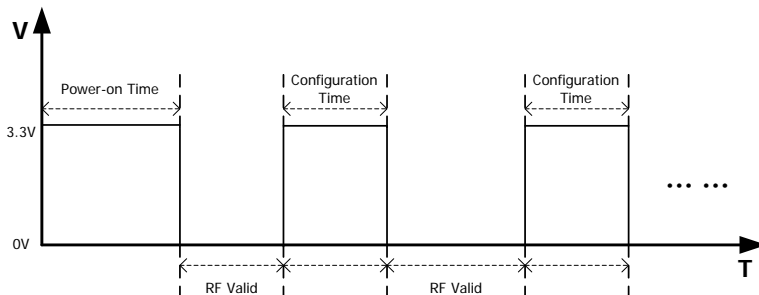 V
Power-on Time
Configuration
Time
Configuration
Time
3.3V
... ...
0V
T
RF Valid
RF Valid